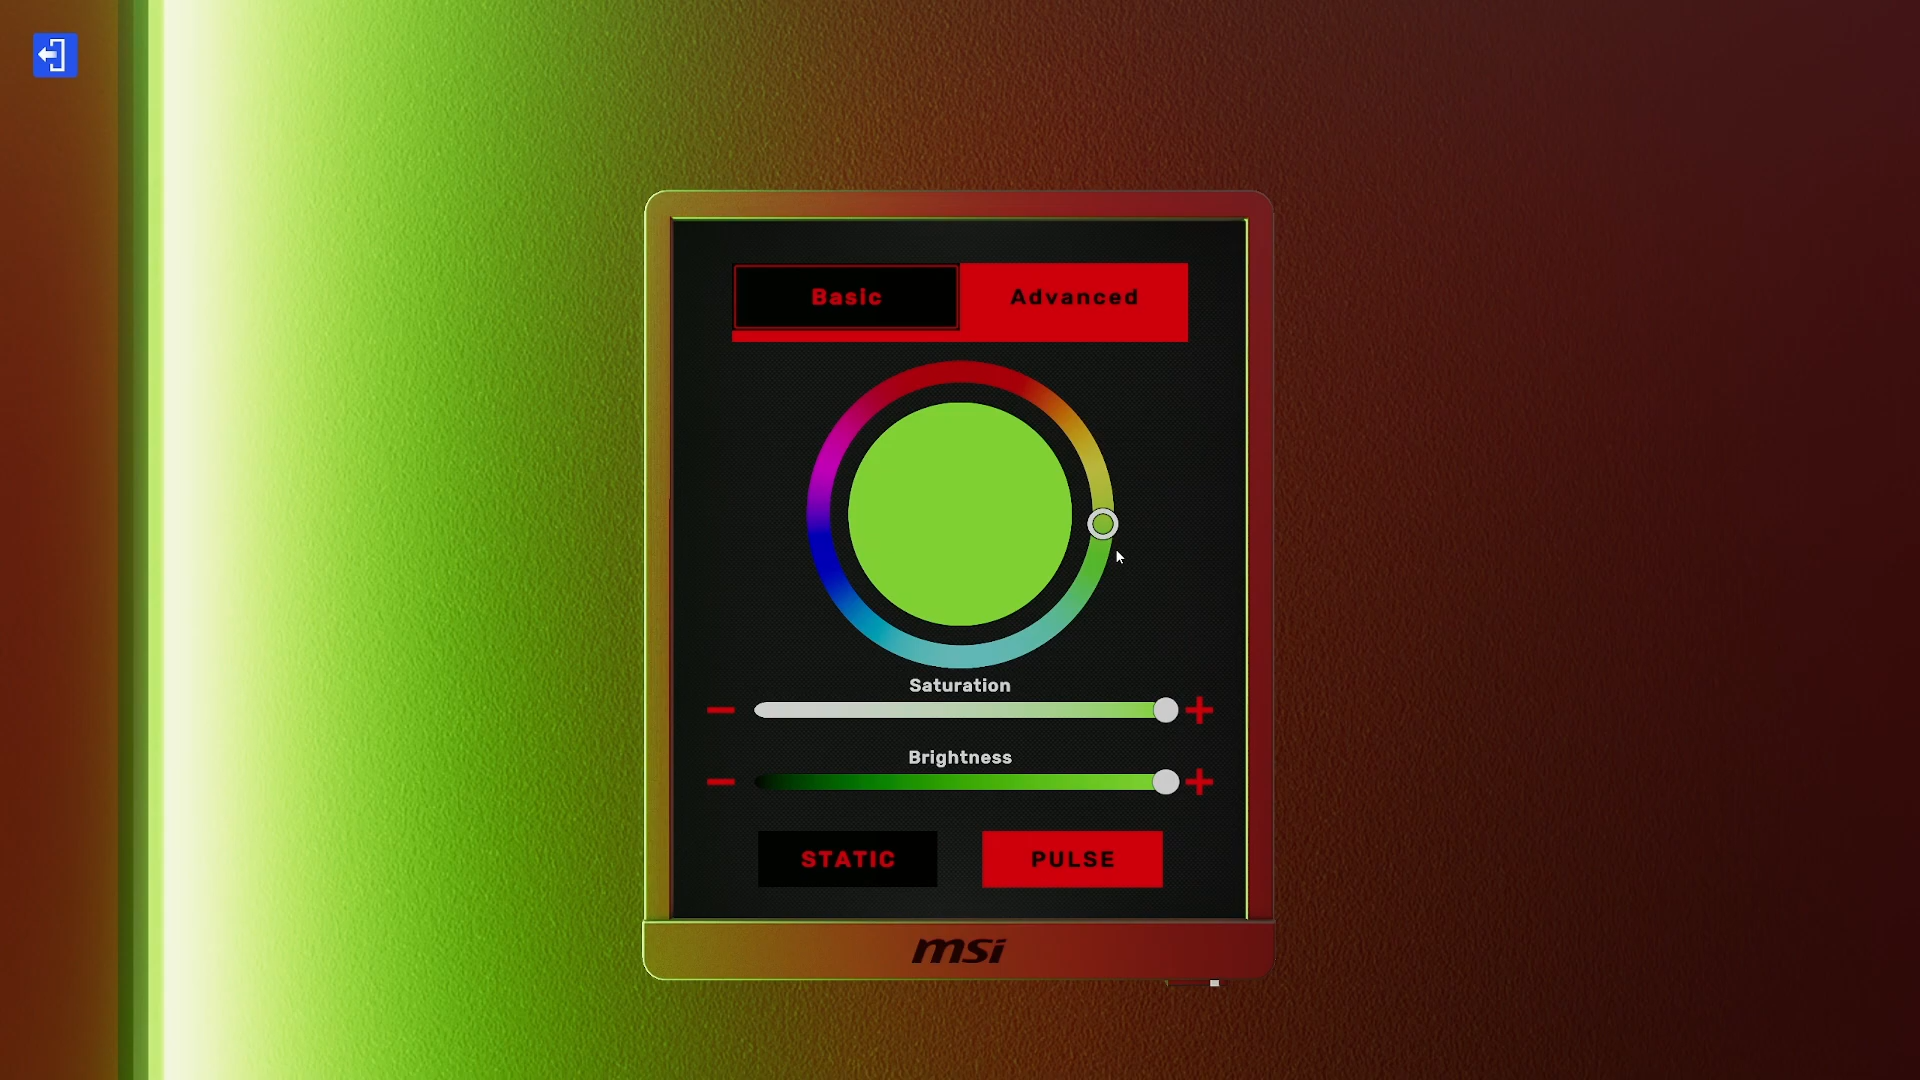 Basic
Advanced
Saturation
Brightness
STATIC
PULSE
msi